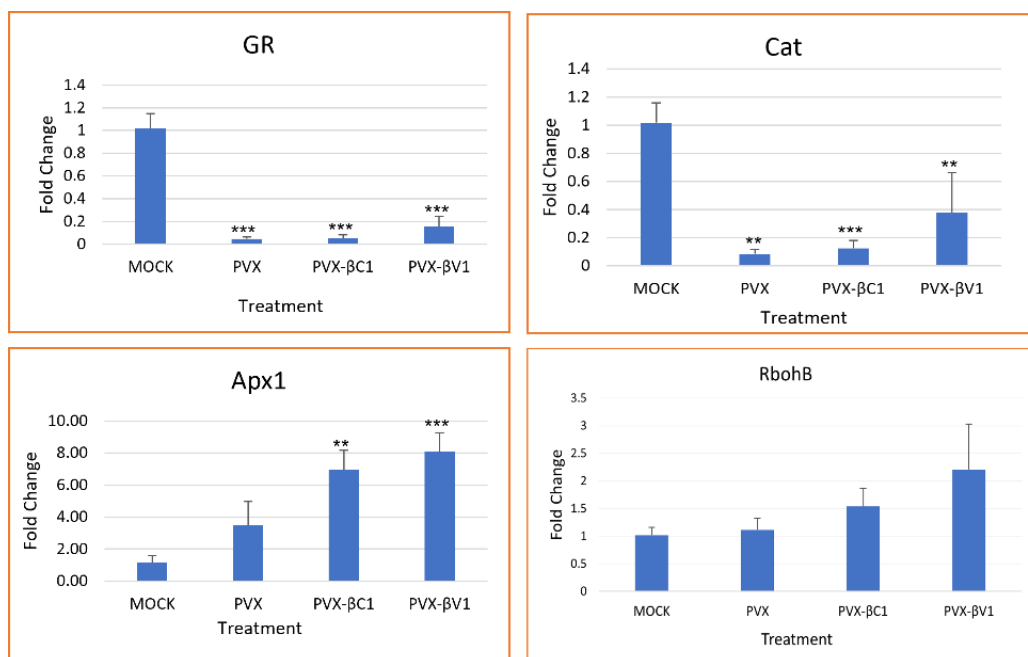 GR
Fold Change
1.4
1.2
1
0.8
0.6
0.4
0.2
0
***
***
***
MOCK
PVX
PVX-βC1
PVX-βV1
Treatment
Cat
Fold Change
1.4
1.2
1
0.8
0.6
0.4
0.2
0
**
***
**
MOCK
PVX
PVX-βC1
PVX-βV1
Treatment
Apx1
Fold Change
10.00
8.00
6.00
4.00
2.00
0.00
**
***
MOCK
PVX
PVX-βC1
PVX-βV1
Treatment
RbohB
Fold Change
3.5
3
2.5
2
1.5
1
0.5
0
MOCK
PVX
PVX-βC1
PVX-βV1
Treatment